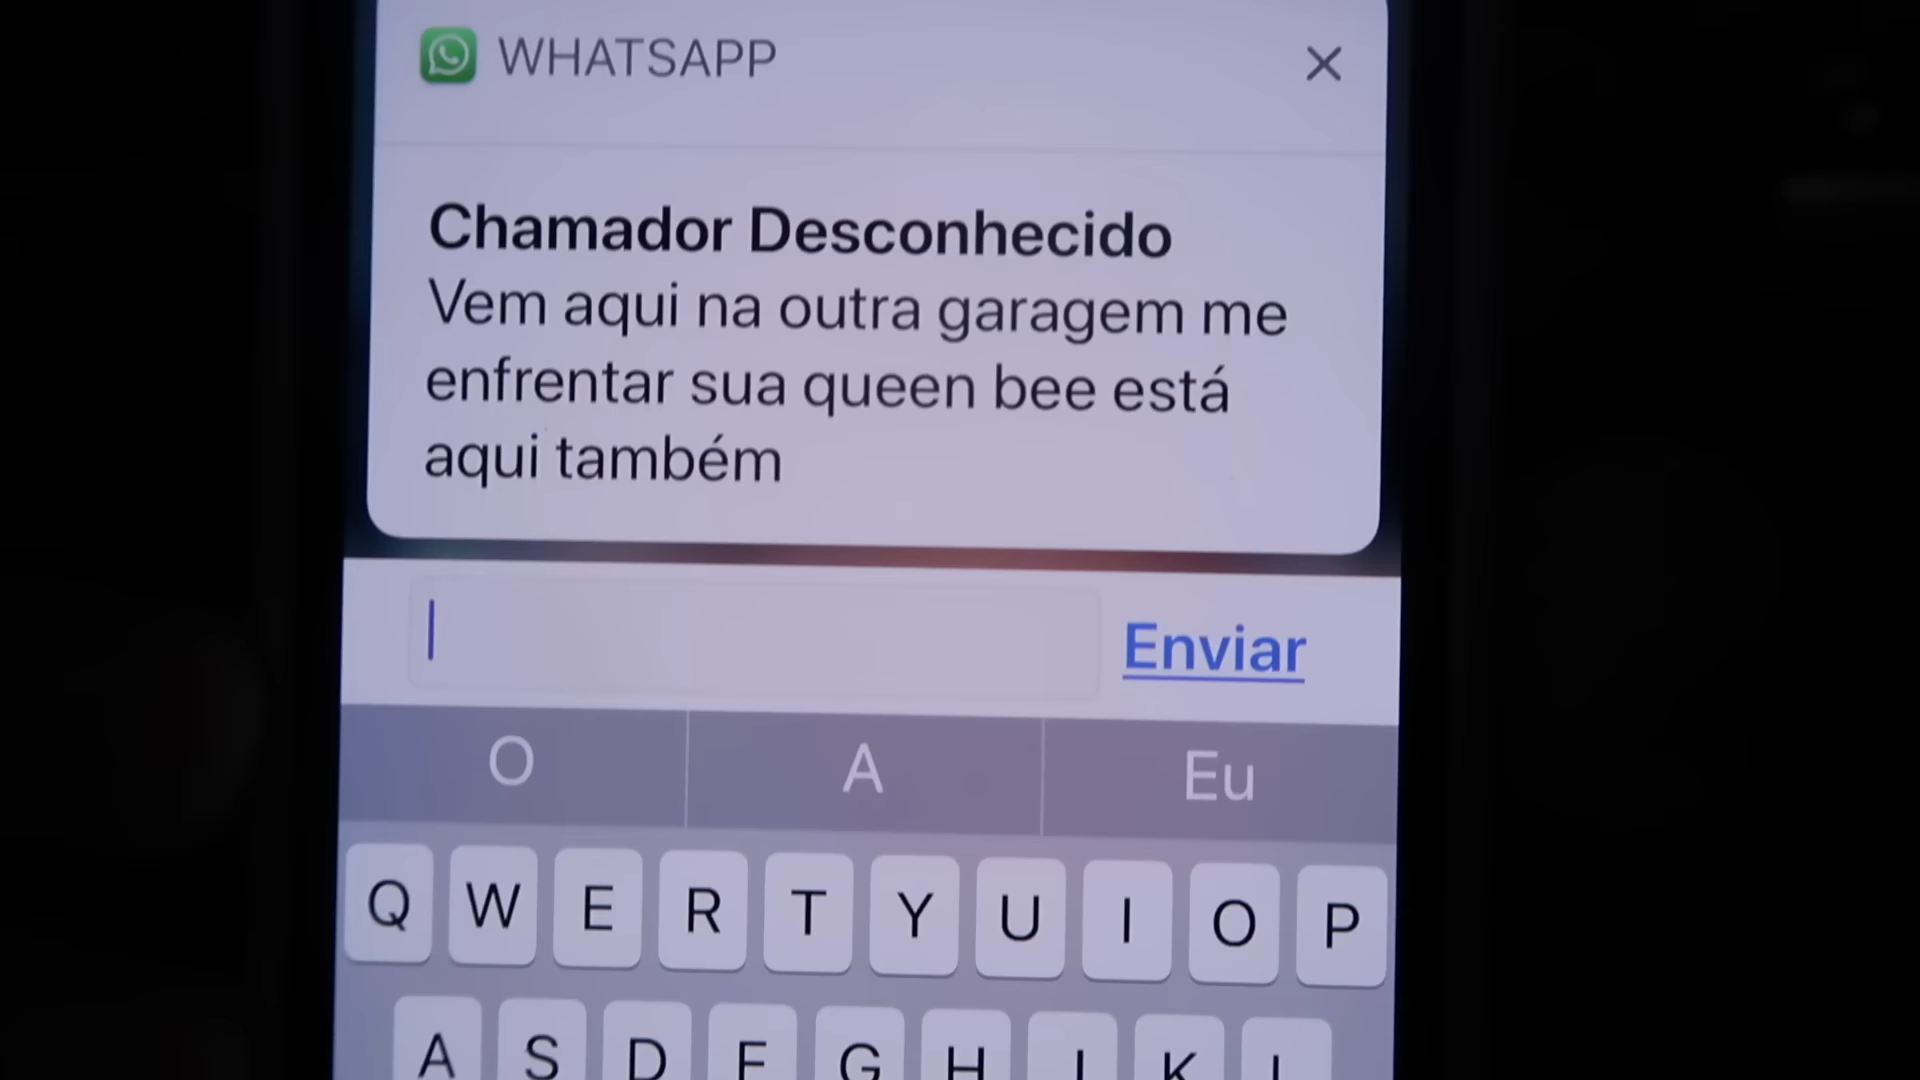 WHATSAPP
Chamador Desconhecido
Vem aqui na outra garagem me
enfrentar sua queen bee está
aqui também
Enviar
O A Eu
Q W E R T Y U I O P
A S D F G H J K L